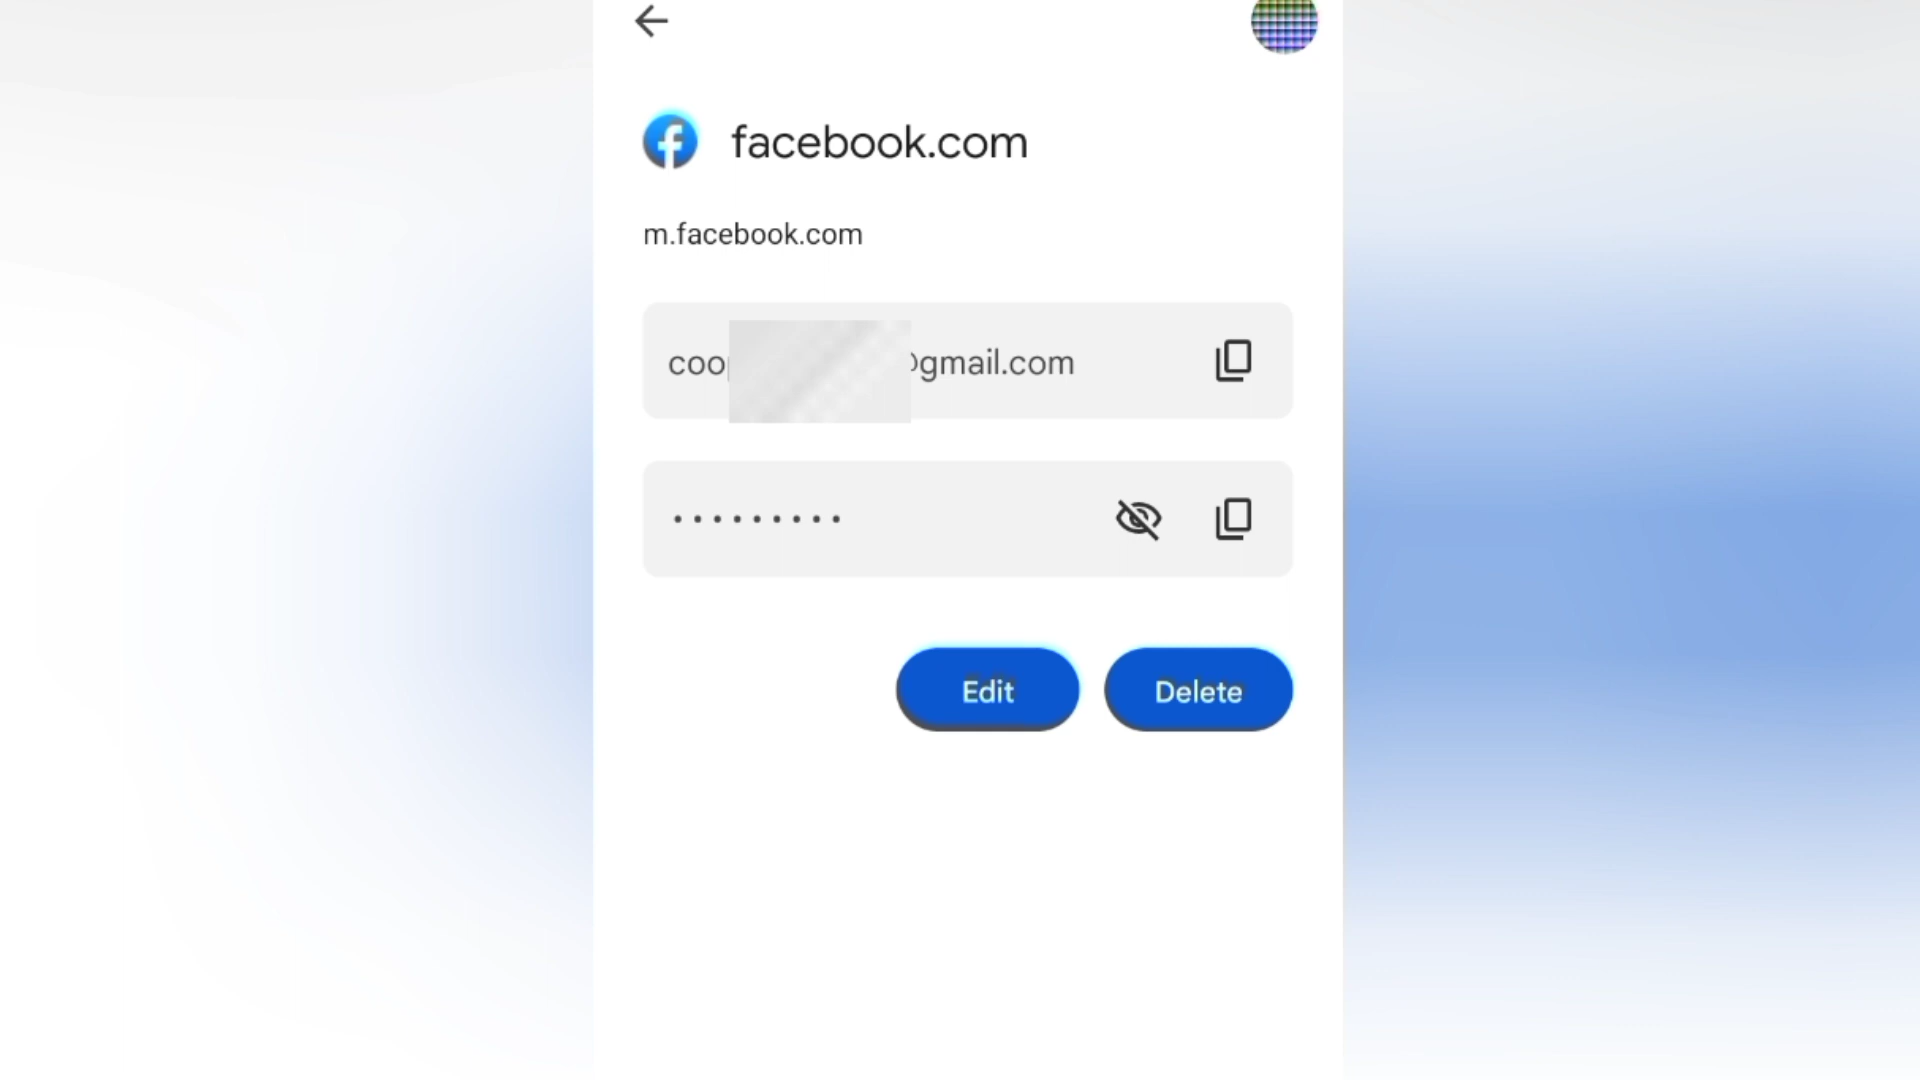 facebook.com
m.facebook.com
coo @gmail.com
•••••••••
Edit
Delete